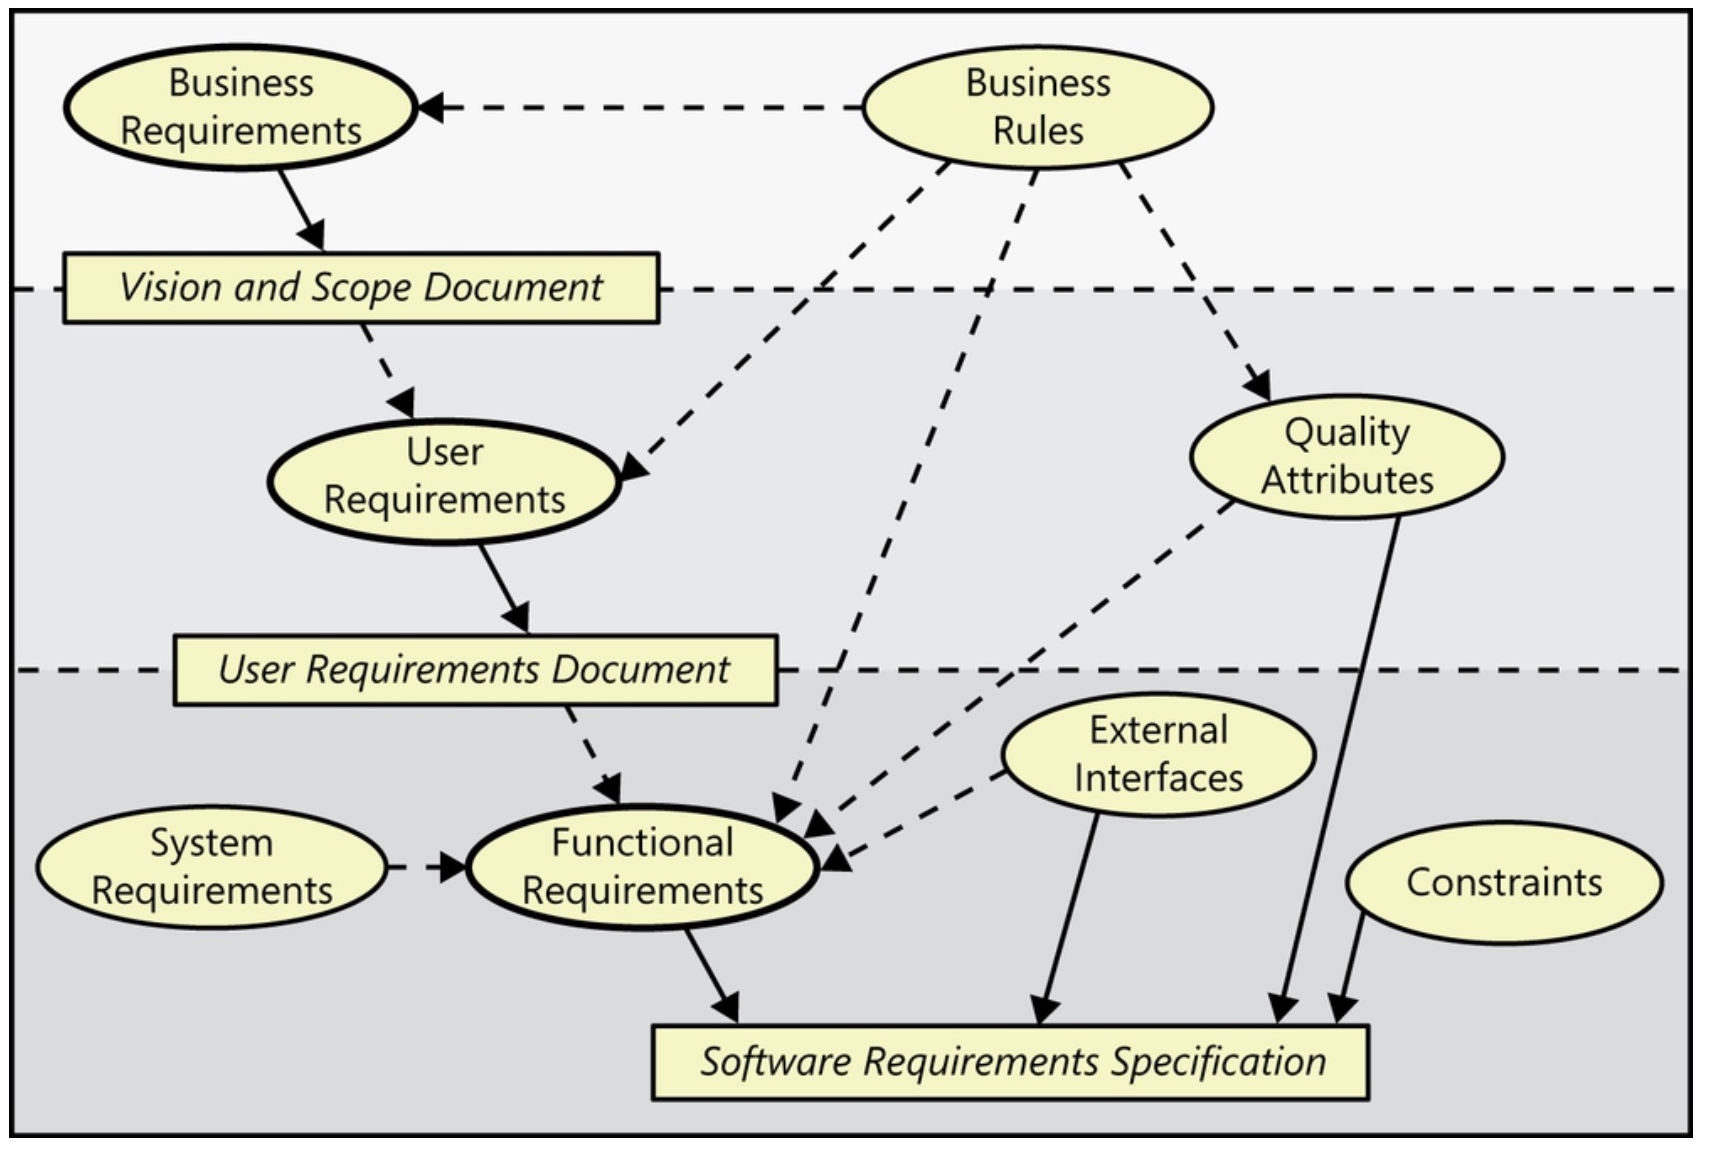 Business
Requirements
Business
Rules
Vision and Scope Document
User
Requirements
Quality
Attributes
User Requirements Document
External
Interfaces
System
Requirements
Functional
Requirements
Constraints
Software Requirements Specification